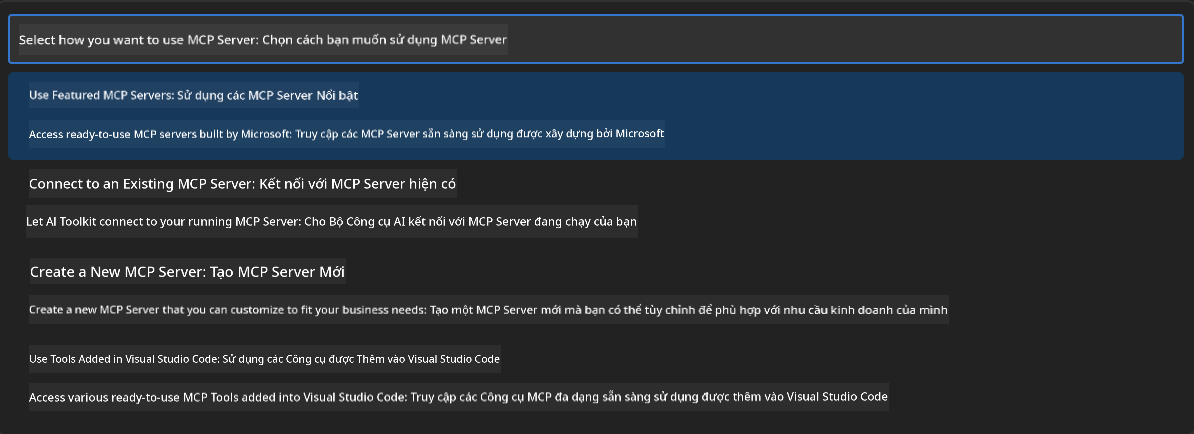 Select how you want to use MCP Server: Chọn cách bạn muốn sử dụng MCP Server
Use Featured MCP Servers: Sử dụng các MCP Server Nổi bật
Access ready-to-use MCP servers built by Microsoft: Truy cập các MCP Server sẵn sàng sử dụng được xây dựng bởi Microsoft
Connect to an Existing MCP Server: Kết nối với MCP Server hiện có
Let AI Toolkit connect to your running MCP Server: Cho Bộ Công cụ AI kết nối với MCP Server đang chạy của bạn
Create a New MCP Server: Tạo MCP Server Mới
Create a new MCP Server that you can customize to fit your business needs: Tạo một MCP Server mới mà bạn có thể tùy chỉnh để phù hợp với nhu cầu kinh doanh của mình
Use Tools Added in Visual Studio Code: Sử dụng các Công cụ được Thêm vào Visual Studio Code
Access various ready-to-use MCP Tools added into Visual Studio Code: Truy cập các Công cụ MCP đa dạng sẵn sàng sử dụng được thêm vào Visual Studio Code